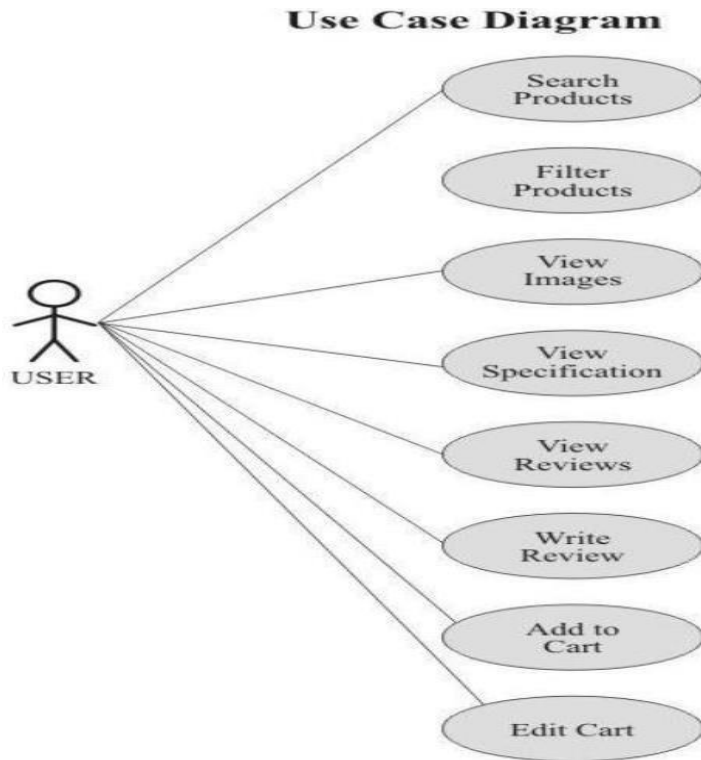 Use Case Diagram
Search
Products
Filter
Products
View
Images
View
Specification
USER
View
Reviews
Write
Review
Add to
Cart
Edit Cart